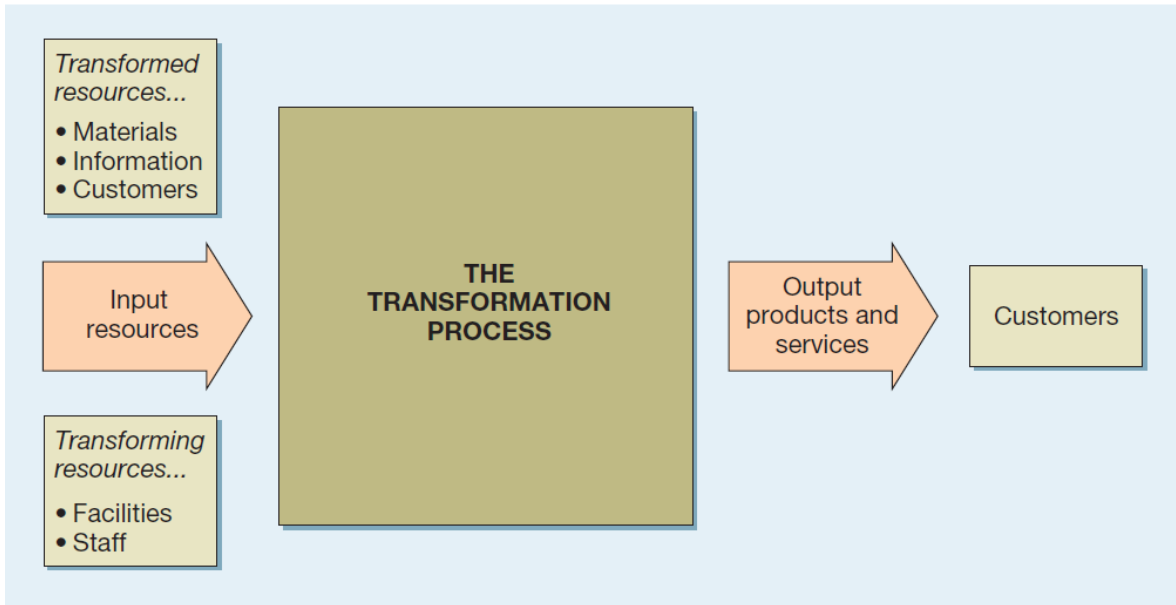 Transformed
resources...
• Materials
• Information
• Customers
Input
resources
Transforming
resources...
• Facilities
• Staff
THE
TRANSFORMATION
PROCESS
Output
products and
services
Customers